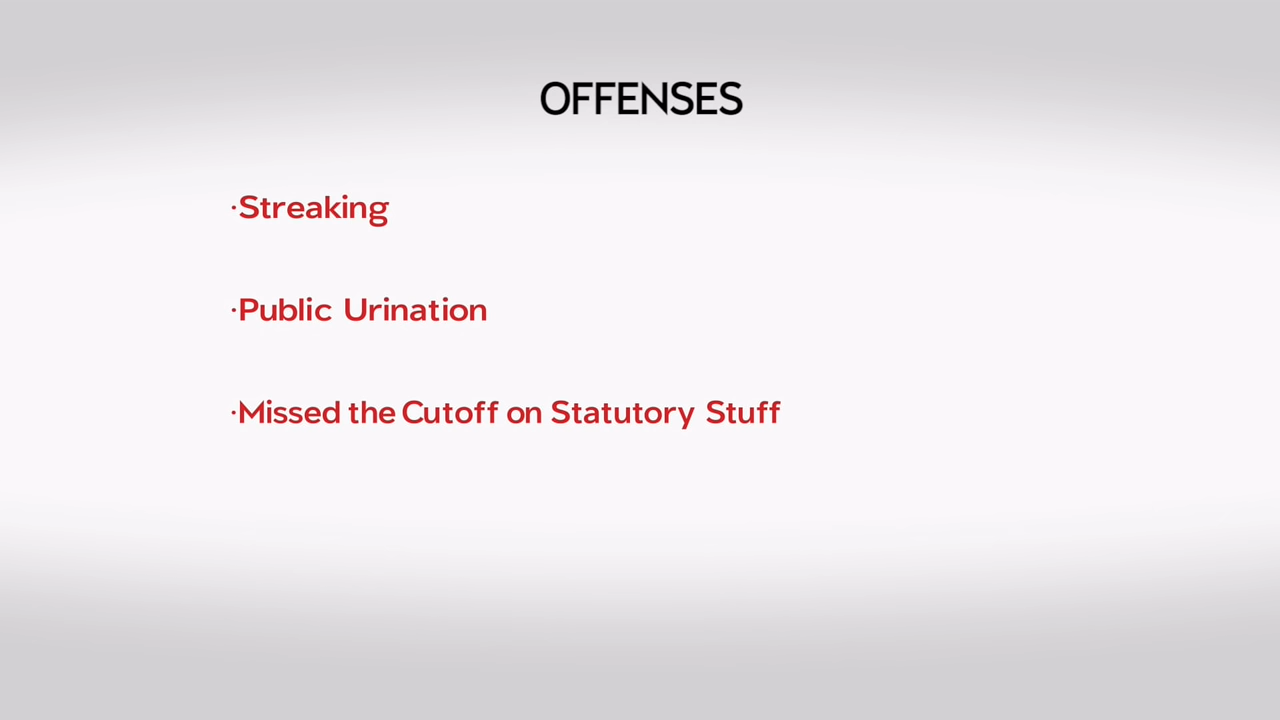 OFFENSES
·Streaking
·Public Urination
·Missed the Cutoff on Statutory Stuff